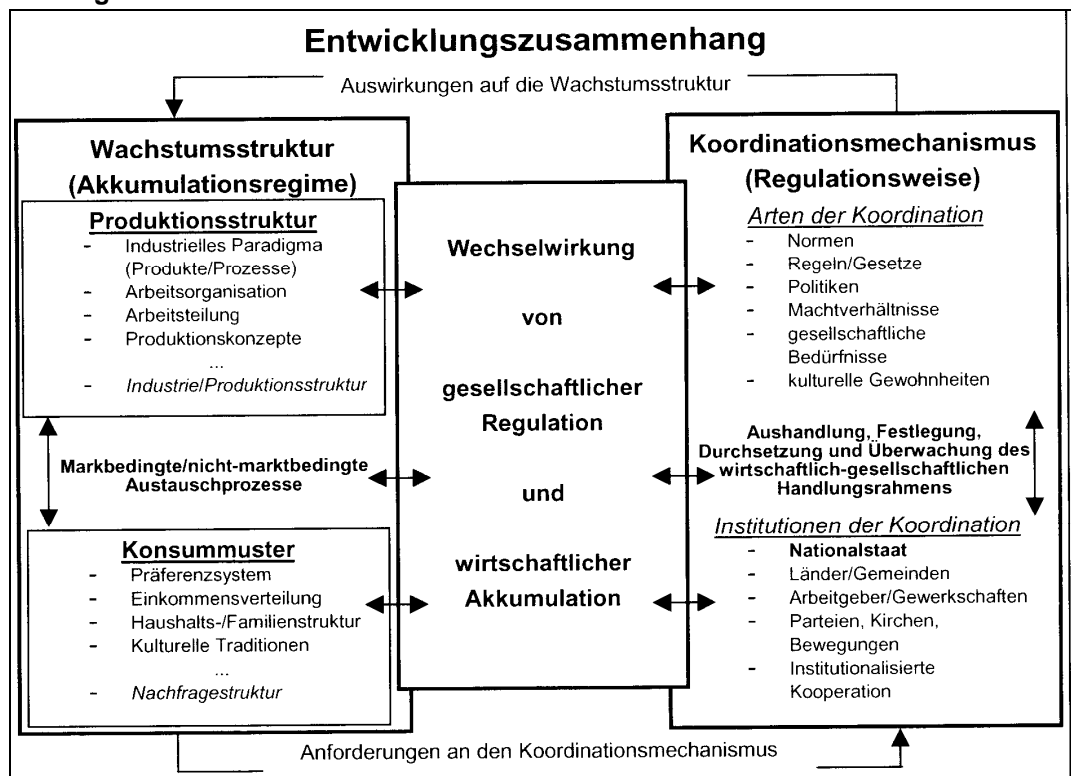 Entwicklungszusammenhang
Auswirkungen auf die Wachstumsstruktur
Wachstumsstruktur
(Akkumulationsregime)
Produktionsstruktur
- Industrielles Paradigma
(Produkte/Prozesse)
- Arbeitsorganisation
- Arbeitsteilung
- Produktionskonzepte
...
- Industrie/Produktionsstruktur
Markbedingte/nicht-marktbedingte
Austauschprozesse
Konsummuster
- Präferenzsystem
- Einkommensverteilung
- Haushalts-/Familienstruktur
- Kulturelle Traditionen
...
- Nachfragestruktur
Wechselwirkung
von
gesellschaftlicher
Regulation
und
wirtschaftlicher
Akkumulation
Koordinationsmechanismus
(Regulationsweise)
Arten der Koordination
- Normen
- Regeln/Gesetze
- Politiken
- Machtverhältnisse
- gesellschaftliche
Bedürfnisse
- kulturelle Gewohnheiten
Aushandlung, Festlegung,
Durchsetzung und Überwachung des
wirtschaftlich-gesellschaftlichen
Handlungsrahmens
Institutionen der Koordination
- Nationalstaat
- Länder/Gemeinden
- Arbeitgeber/Gewerkschaften
- Parteien, Kirchen,
Bewegungen
- Institutionalisierte
Kooperation
Anforderungen an den Koordinationsmechanismus